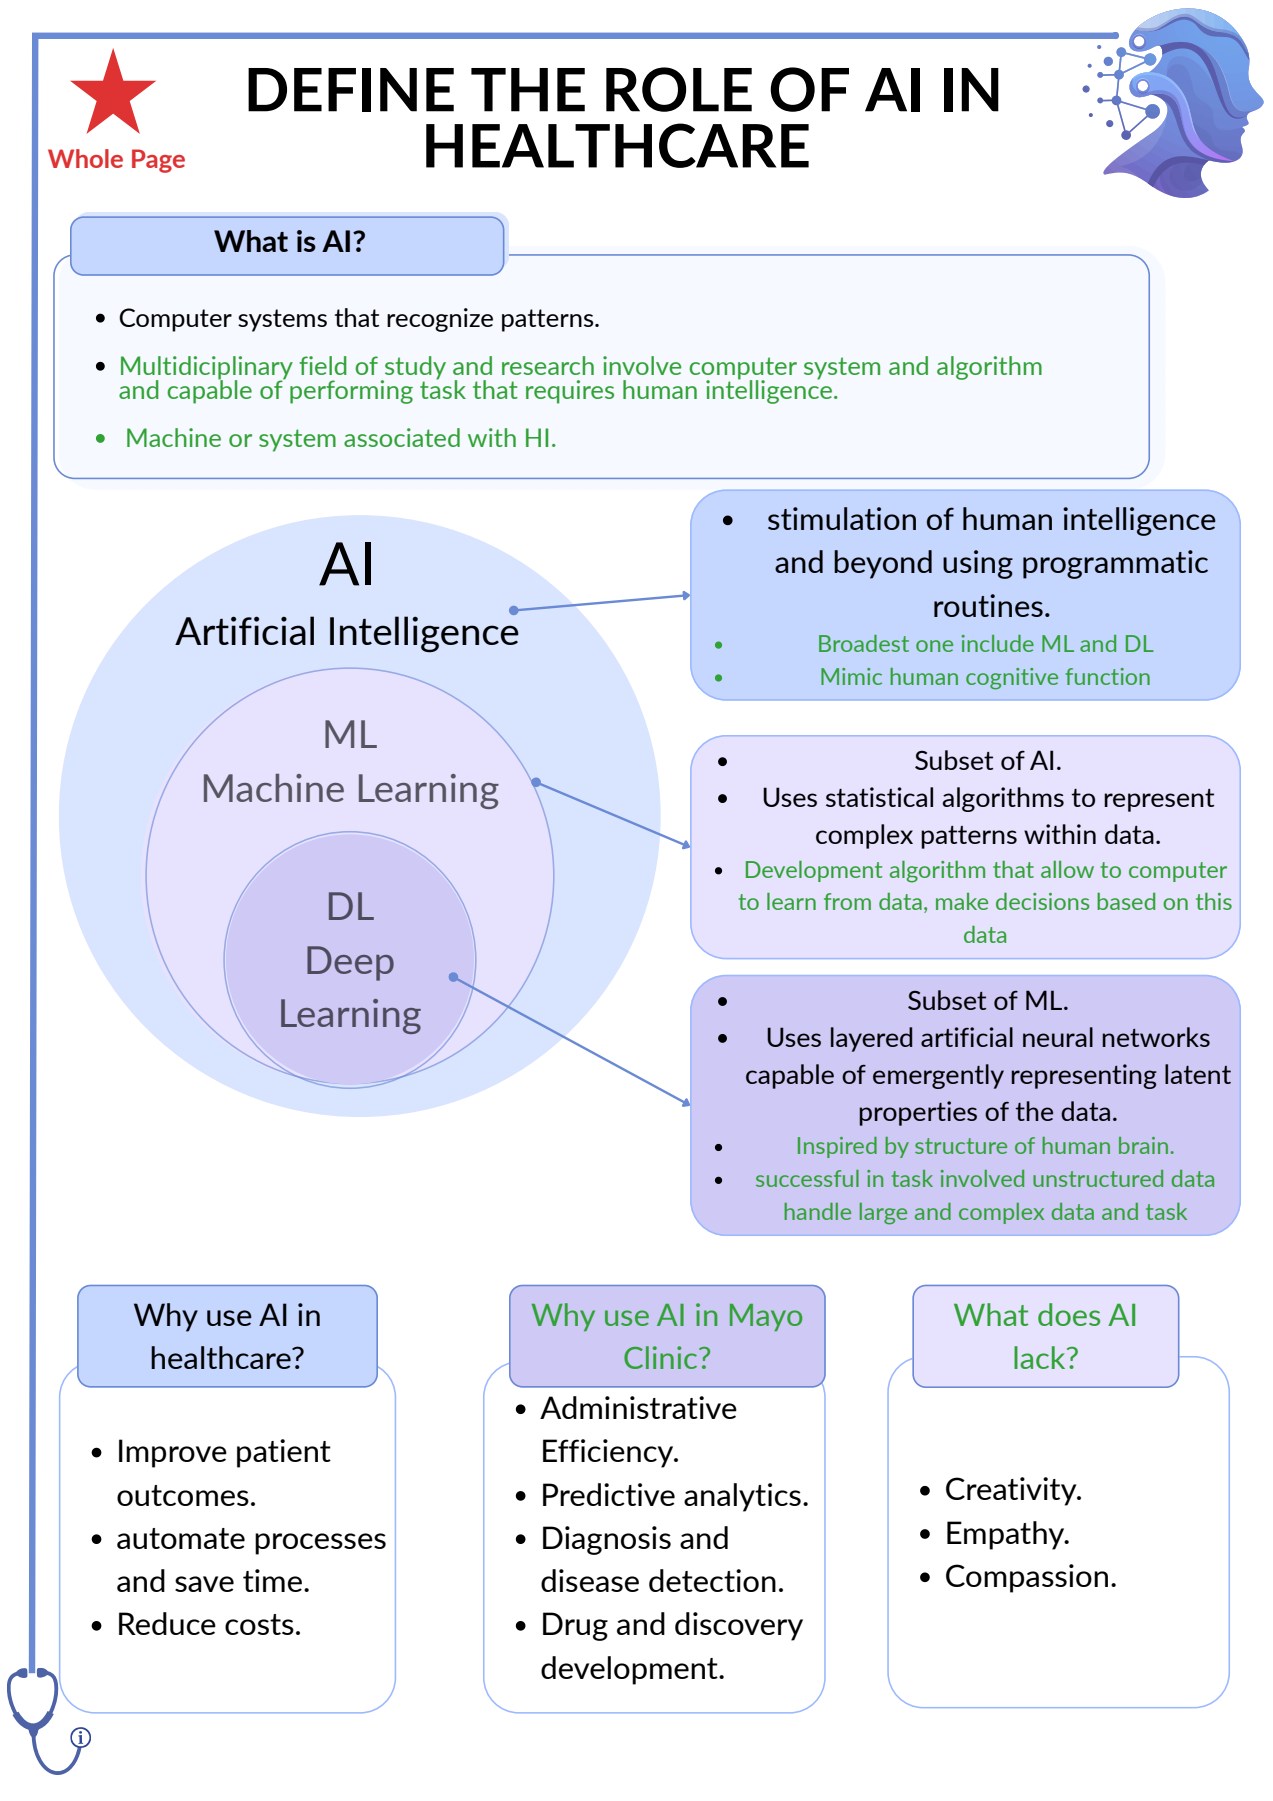 DEFINE THE ROLE OF AI IN
HEALTHCARE
Whole Page
What is AI?
• Computer systems that recognize patterns.
• Multidiciplinary field of study and research involve computer system and algorithm
and capable of performing task that requires human intelligence.
• Machine or system associated with HI.
AI
Artificial Intelligence
ML
Machine Learning
DL
Deep
Learning
• stimulation of human intelligence
and beyond using programmatic
routines.
• Broadest one include ML and DL
• Mimic human cognitive function
• Subset of AI.
• Uses statistical algorithms to represent
complex patterns within data.
• Development algorithm that allow to computer
to learn from data, make decisions based on this
data
• Subset of ML.
• Uses layered artificial neural networks
capable of emergently representing latent
properties of the data.
• Inspired by structure of human brain.
• successful in task involved unstructured data
handle large and complex data and task
Why use AI in
healthcare?
• Improve patient
outcomes.
• automate processes
and save time.
• Reduce costs.
Why use AI in Mayo
Clinic?
• Administrative
Efficiency.
• Predictive analytics.
• Diagnosis and
disease detection.
• Drug and discovery
development.
What does AI
lack?
• Creativity.
• Empathy.
• Compassion.
i